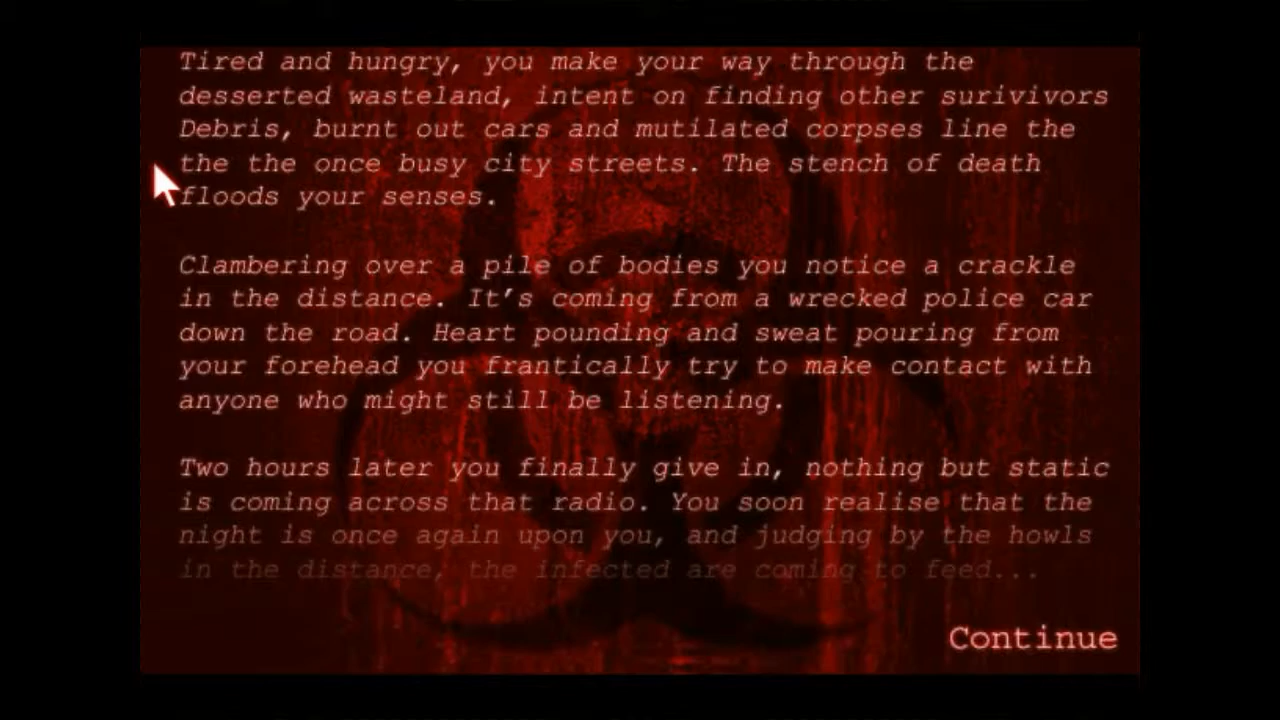 Tired and hungry, you make your way through the
desserted wasteland, intent on finding other surivivors
Debris, burnt out cars and mutilated corpses line the
the the once busy city streets. The stench of death
floods your senses.
Clambering over a pile of bodies you notice a crackle
in the distance. It's coming from a wrecked police car
down the road. Heart pounding and sweat pouring from
your forehead you frantically try to make contact with
anyone who might still be listening.
Two hours later you finally give in, nothing but static
is coming across that radio. You soon realise that the
night is once again upon you, and judging by the howls
in the distance, the infected are coming to feed...
Continue